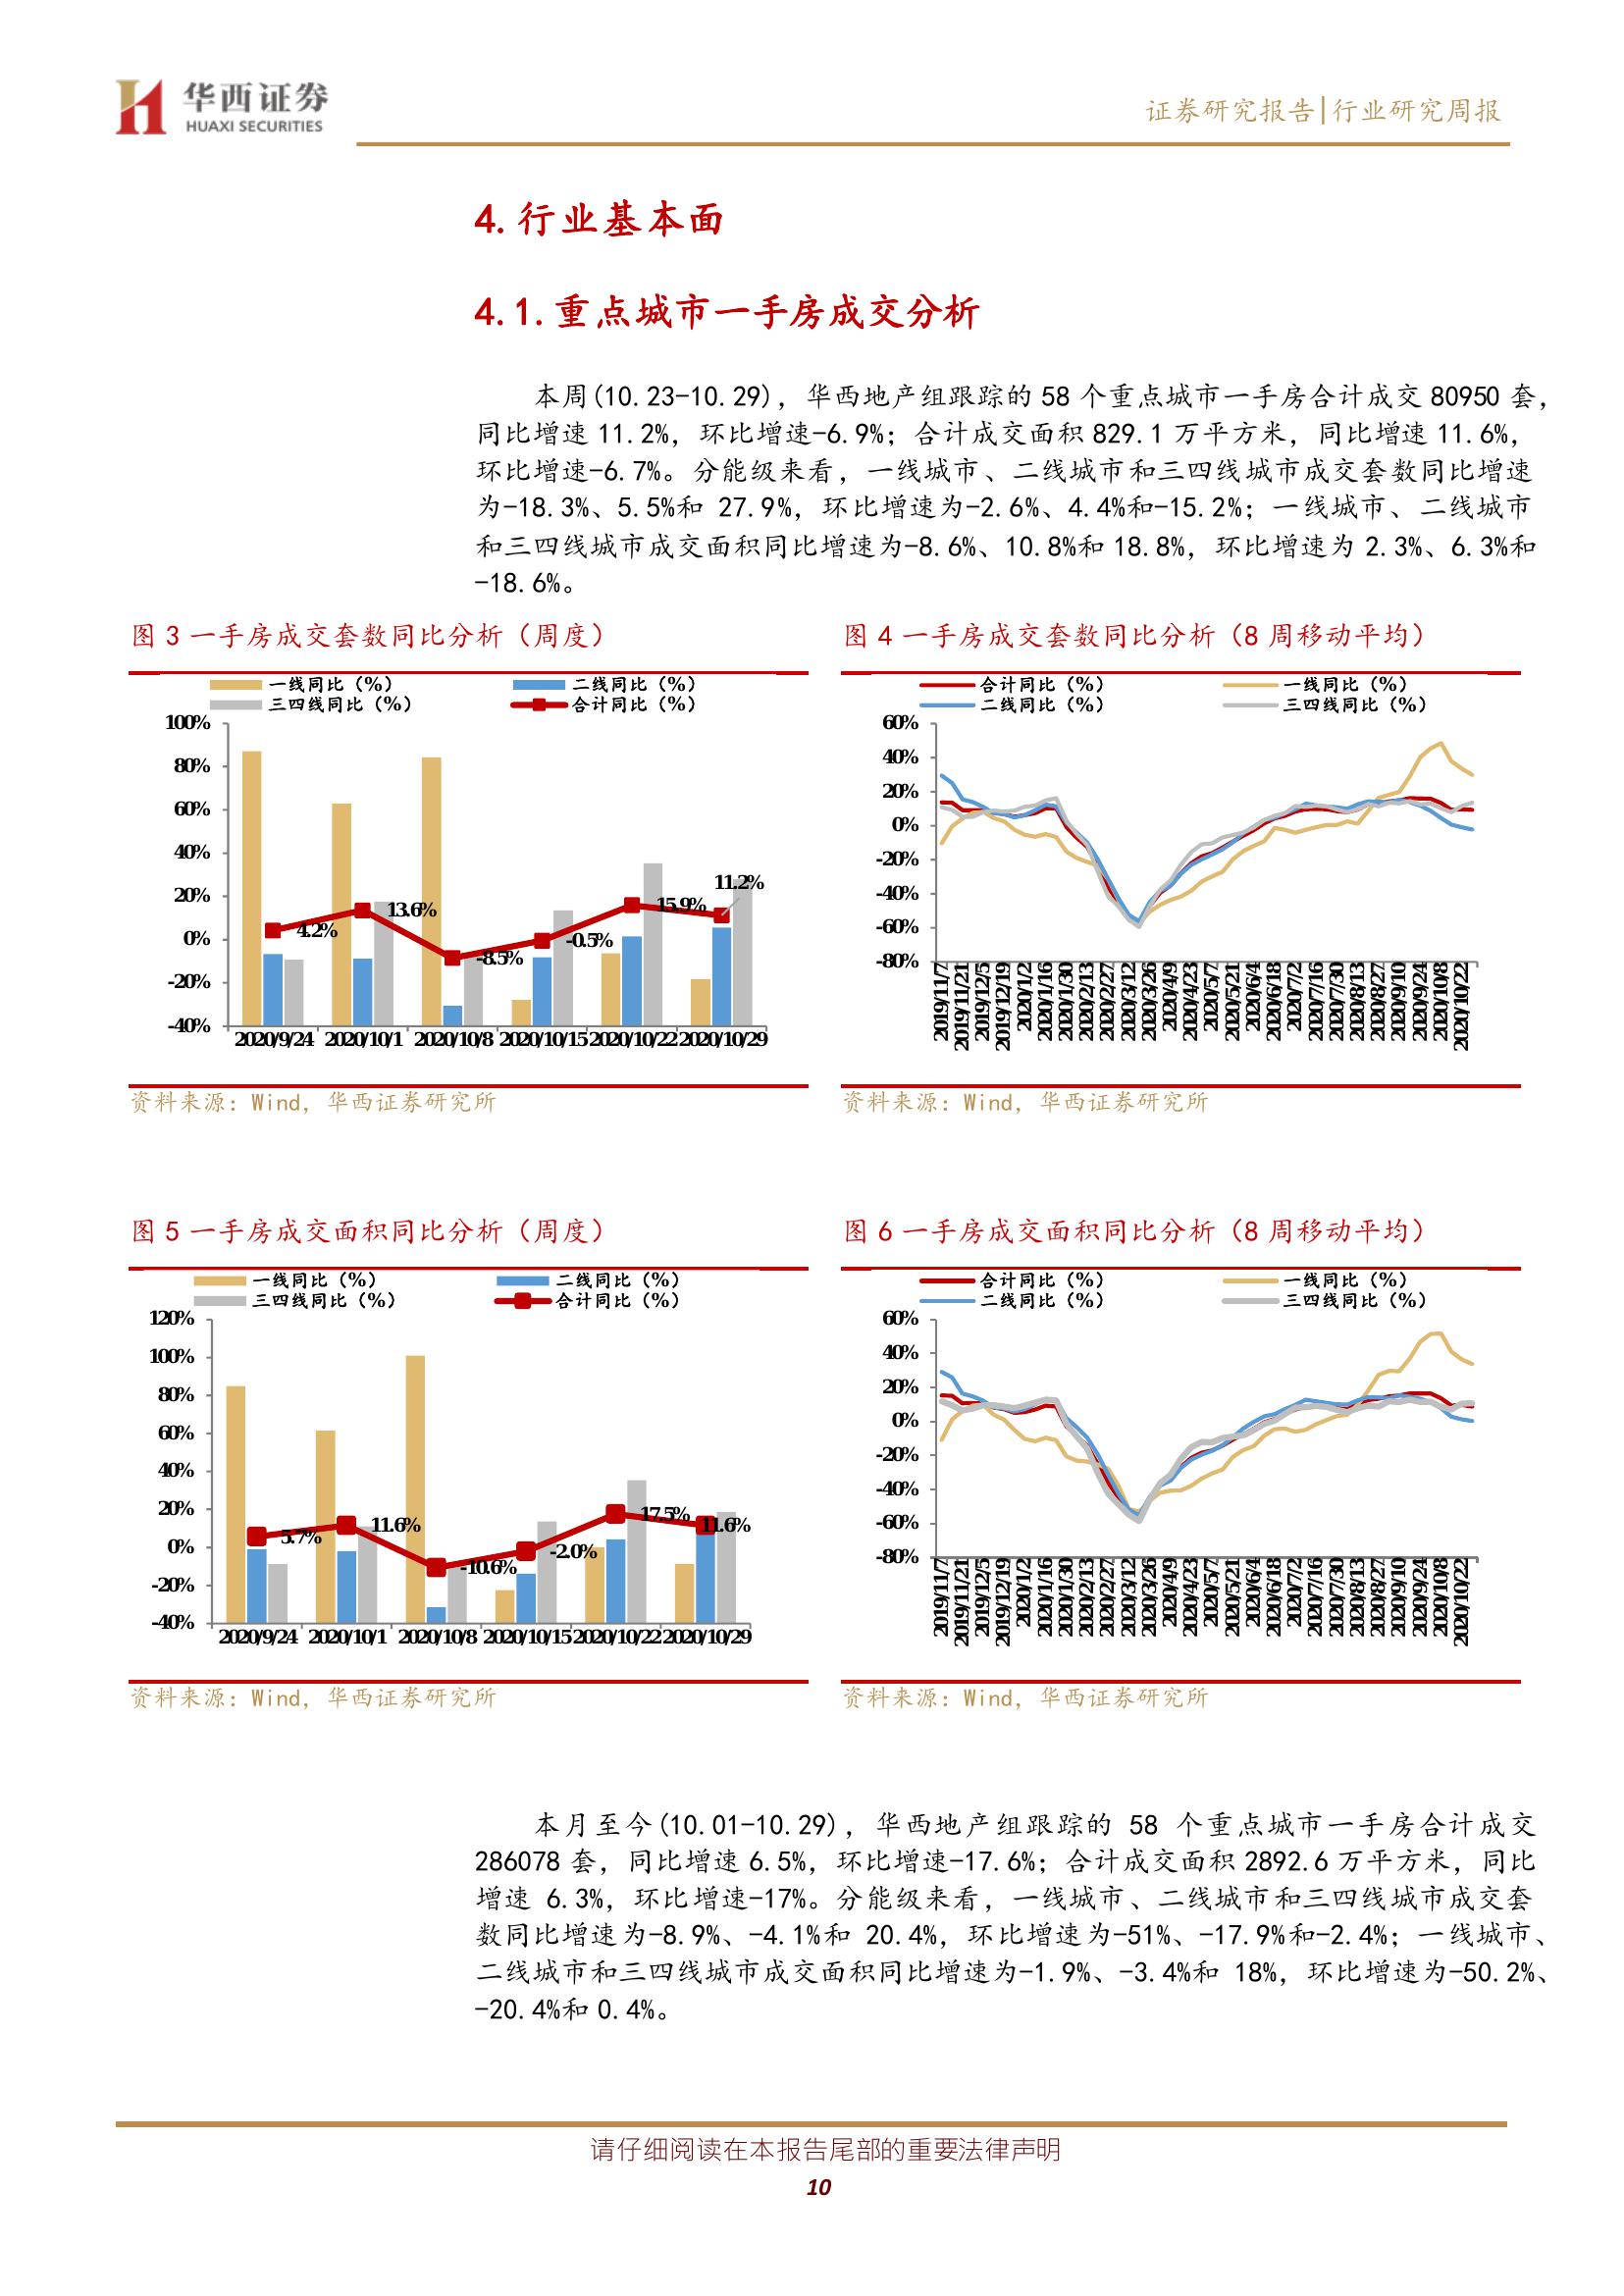 华西证券
HUAXI SECURITIES
证券研究报告|行业研究周报
4.行业基本面
4.1.重点城市一手房成交分析
本周(10.23-10.29)，华西地产组跟踪的 58 个重点城市一手房合计成交 80950 套，
同比增速 11.2%，环比增速-6.9%；合计成交面积 829.1 万平方米，同比增速 11.6%，
环比增速-6.7%。分能级来看，一线城市、二线城市和三四线城市成交套数同比增速
为-18.3%、5.5%和 27.9%，环比增速为-2.6%、4.4%和-15.2%；一线城市、二线城市
和三四线城市成交面积同比增速为-8.6%、10.8%和 18.8%，环比增速为 2.3%、6.3%和
-18.6%。
图 3 一手房成交套数同比分析（周度）
一线同比（%） 二线同比（%）
三四线同比（%） 合计同比（%）
100%
80%
60%
40%
20%
0%
-20%
-40%
4.2%
13.6%
-8.5%
-0.5%
15.9%
11.2%
2020/9/24 2020/10/1 2020/10/8 2020/10/15 2020/10/22 2020/10/29
资料来源：Wind，华西证券研究所
图 4 一手房成交套数同比分析（8 周移动平均）
合计同比（%） 一线同比（%）
二线同比（%） 三四线同比（%）
60%
40%
20%
0%
-20%
-40%
-60%
-80%
2019/11/7
2019/11/21
2019/12/5
2019/12/19
2020/1/2
2020/1/16
2020/1/30
2020/2/13
2020/2/27
2020/3/12
2020/3/26
2020/4/9
2020/4/23
2020/5/7
2020/5/21
2020/6/4
2020/6/18
2020/7/2
2020/7/16
2020/7/30
2020/8/13
2020/8/27
2020/9/10
2020/9/24
2020/10/8
2020/10/22
资料来源：Wind，华西证券研究所
图 5 一手房成交面积同比分析（周度）
一线同比（%） 二线同比（%）
三四线同比（%） 合计同比（%）
120%
100%
80%
60%
40%
20%
0%
-20%
-40%
5.7%
11.6%
-10.6%
-2.0%
17.5%
11.6%
2020/9/24 2020/10/1 2020/10/8 2020/10/15 2020/10/22 2020/10/29
资料来源：Wind，华西证券研究所
图 6 一手房成交面积同比分析（8 周移动平均）
合计同比（%） 一线同比（%）
二线同比（%） 三四线同比（%）
60%
40%
20%
0%
-20%
-40%
-60%
-80%
2019/11/7
2019/11/21
2019/12/5
2019/12/19
2020/1/2
2020/1/16
2020/1/30
2020/2/13
2020/2/27
2020/3/12
2020/3/26
2020/4/9
2020/4/23
2020/5/7
2020/5/21
2020/6/4
2020/6/18
2020/7/2
2020/7/16
2020/7/30
2020/8/13
2020/8/27
2020/9/10
2020/9/24
2020/10/8
2020/10/22
资料来源：Wind，华西证券研究所
本月至今(10.01-10.29)，华西地产组跟踪的 58 个重点城市一手房合计成交
286078 套，同比增速 6.5%，环比增速-17.6%；合计成交面积 2892.6 万平方米，同比
增速 6.3%，环比增速-17%。分能级来看，一线城市、二线城市和三四线城市成交套
数同比增速为-8.9%、-4.1%和 20.4%，环比增速为-51%、-17.9%和-2.4%；一线城市、
二线城市和三四线城市成交面积同比增速为-1.9%、-3.4%和 18%，环比增速为-50.2%、
-20.4%和 0.4%。
请仔细阅读在本报告尾部的重要法律声明
10